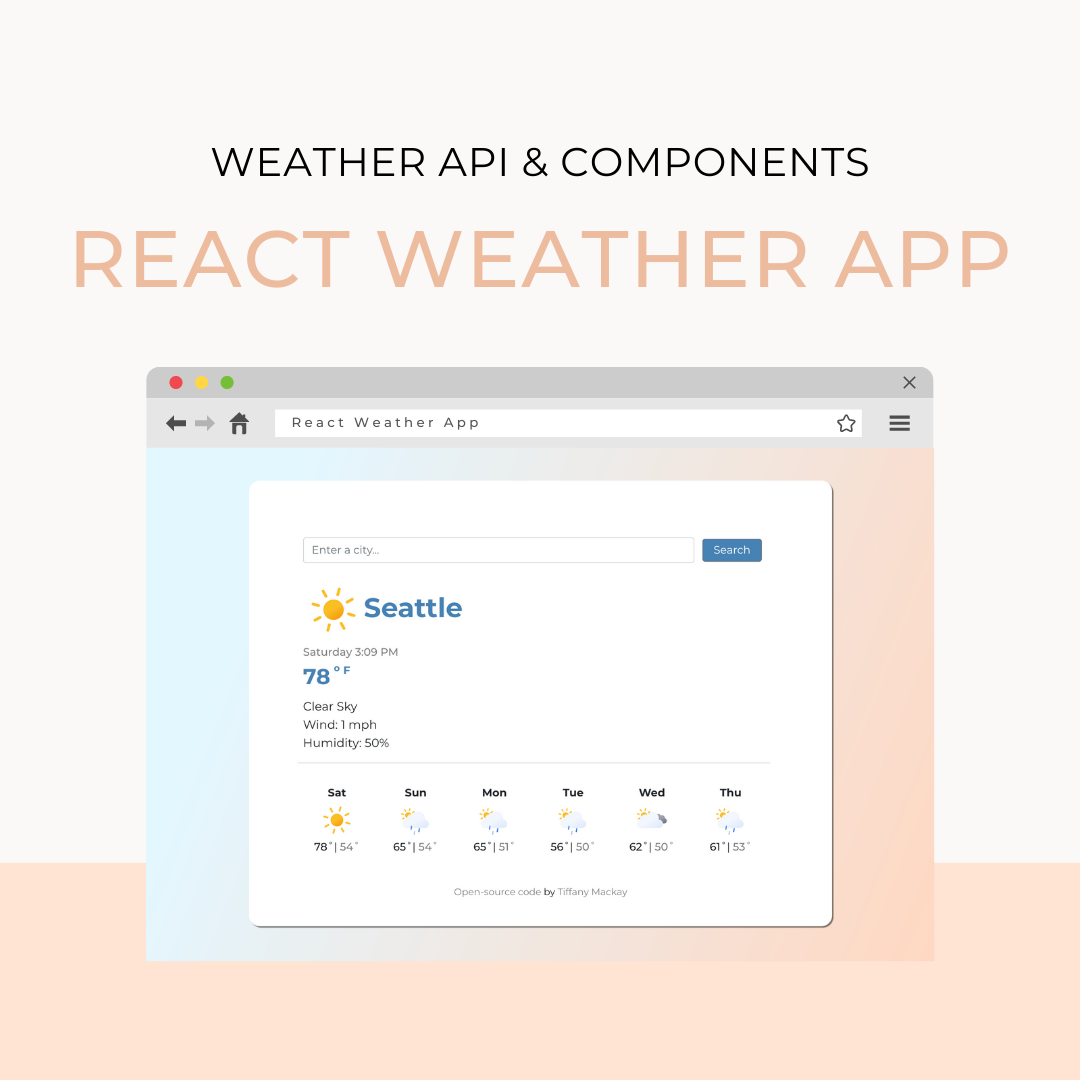 WEATHER API & COMPONENTS
REACT WEATHER APP
React Weather App
Enter a city...
Search
Seattle
Saturday 3:09 PM
78 ° F
Clear Sky
Wind: 1 mph
Humidity: 50%
Sat Sun Mon Tue Wed Thu
78°| 54° 65°| 54° 65°| 51° 56°| 50° 62°| 50° 61°| 53°
Open-source code by Tiffany Mackay